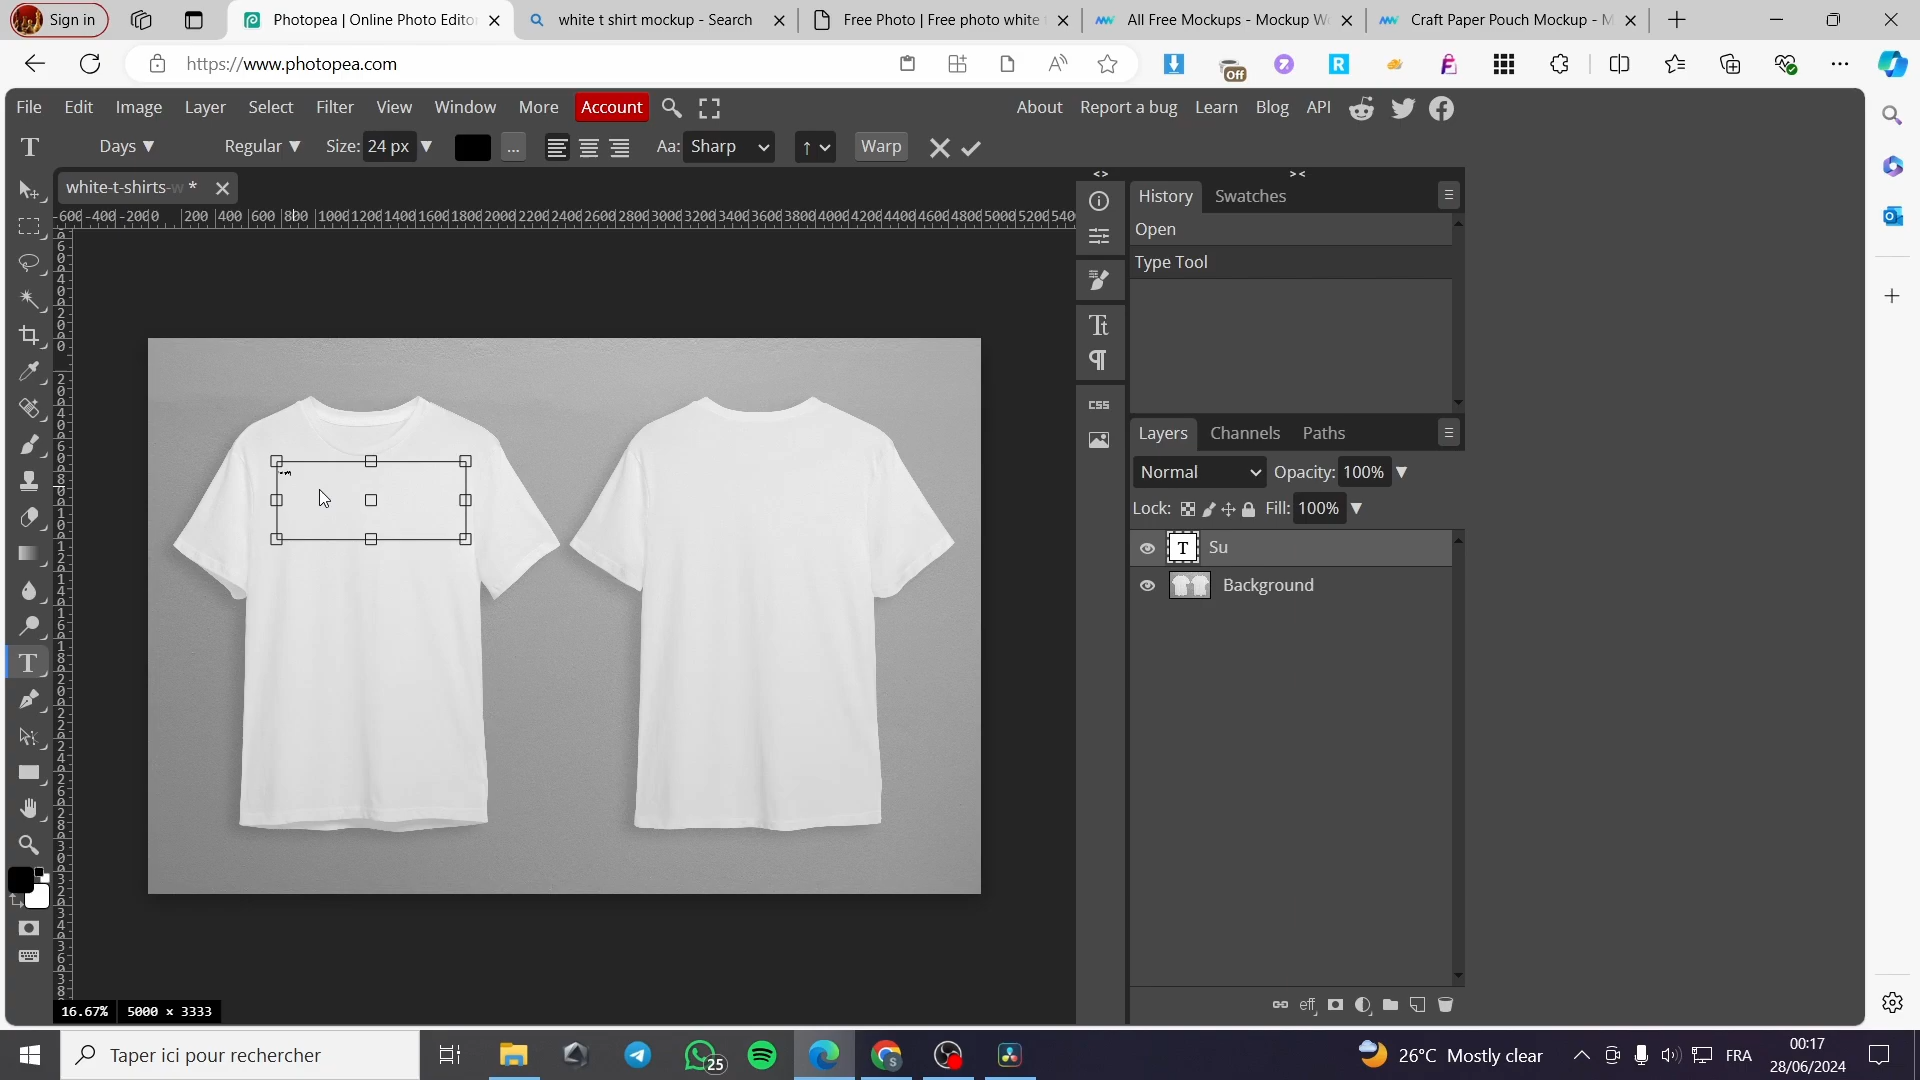 Sign in
Photopea | Online Photo Edito
white t shirt mockup - Search
Free Photo | Free photo white
All Free Mockups - Mockup W
Craft Paper Pouch Mockup - M
https://www.photopea.com
Off
File Edit Image Layer Select Filter View Window More Account
About Report a bug Learn Blog API
Days Regular Size: 24 px ... Aa: Sharp Warp
white-t-shirts-w *
History Swatches
Open
Type Tool
CSS
Layers Channels Paths
Normal Opacity: 100%
Lock: Fill: 100%
T Su
Background
eff
16.67% 5000 x 3333
Taper ici pour rechercher
25
26°C Mostly clear
FRA
00:17
28/06/2024